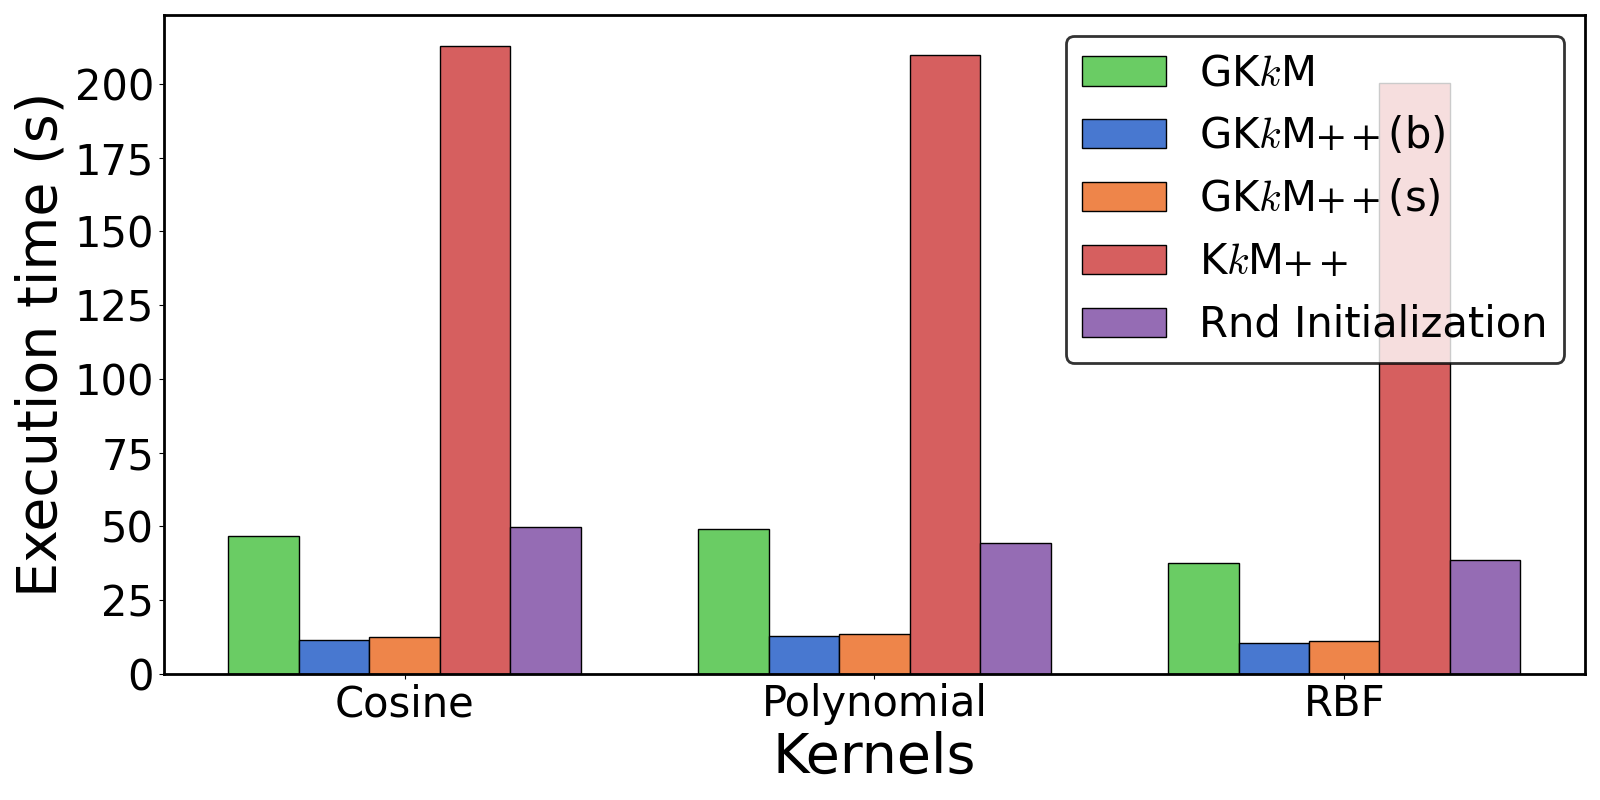 Execution time (s)
200
175
150
125
100
75
50
25
0
GKkM
GKkM++(b)
GKkM++(s)
KkM++
Rnd Initialization
Cosine
Polynomial
RBF
Kernels